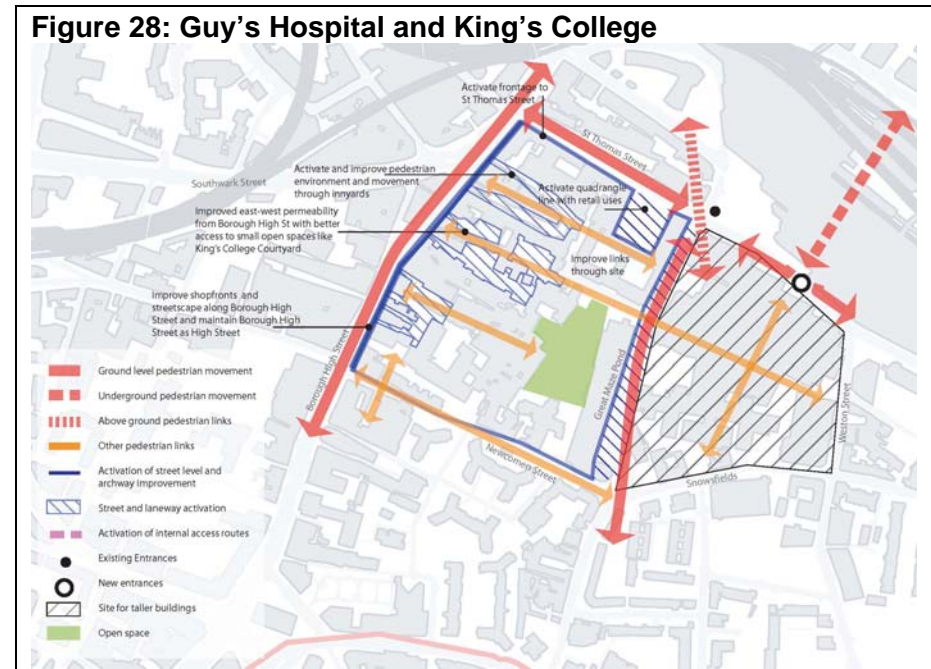 Figure 28: Guy's Hospital and King's College
Activate frontage to
St Thomas Street
St Thomas Street
Activate and improve pedestrian
environment and movement
through innyards
Southwark Street
Activate quadrangle
line with retail uses
Improved east-west permeability
from Borough High St with better
access to small open spaces like
King's College Courtyard
Improve links
through site
Improve shopfronts and
streetscape along Borough High
Street and maintain Borough High
Street as High Street
Borough High Street
Great Maze Pond
Weston Street
Newcomen Street
Snowsfields
Ground level pedestrian movement
Underground pedestrian movement
Above ground pedestrian links
Other pedestrian links
Activation of street level and
archway improvement
Street and laneway activation
Activation of internal access routes
Existing Entrances
New entrances
Site for taller buildings
Open space